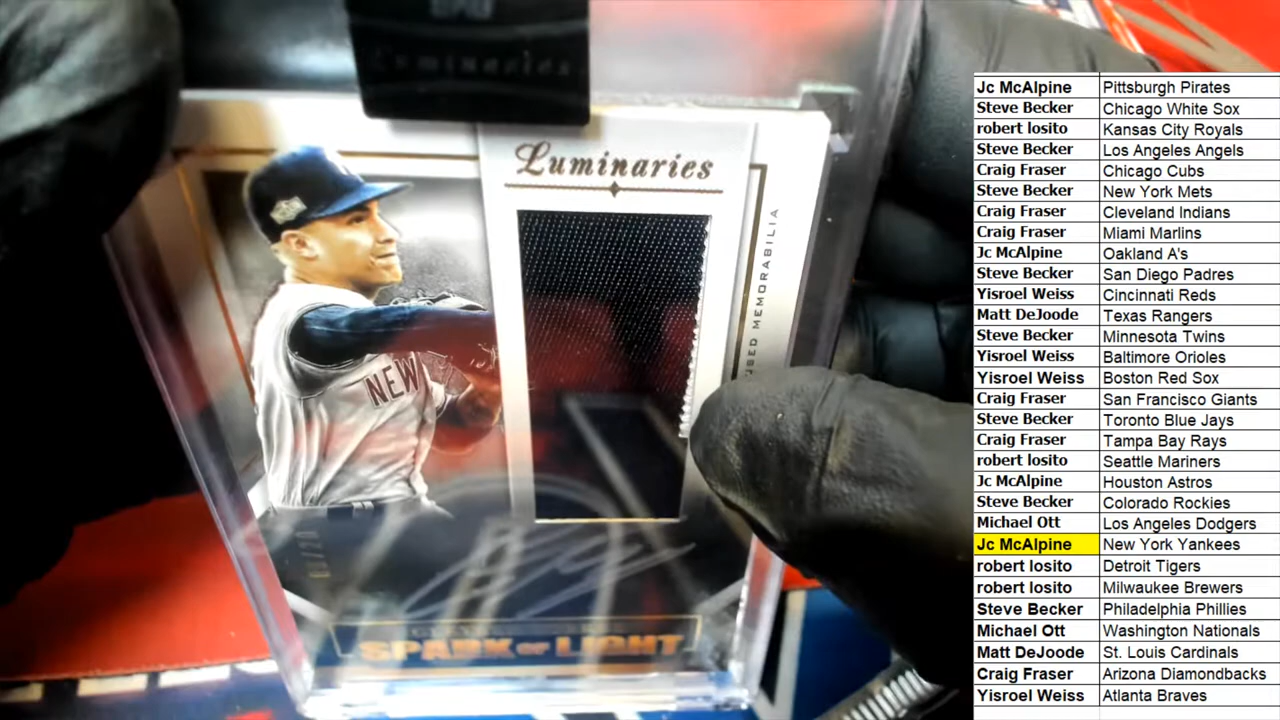 Luminaries
Luminaries
USED MEMORABILIA
NEW
SPARK OF LIGHT
Jc McAlpine Pittsburgh Pirates
Steve Becker Chicago White Sox
robert losito Kansas City Royals
Steve Becker Los Angeles Angels
Craig Fraser Chicago Cubs
Steve Becker New York Mets
Craig Fraser Cleveland Indians
Craig Fraser Miami Marlins
Jc McAlpine Oakland A's
Steve Becker San Diego Padres
Yisroel Weiss Cincinnati Reds
Matt DeJoode Texas Rangers
Steve Becker Minnesota Twins
Yisroel Weiss Baltimore Orioles
Yisroel Weiss Boston Red Sox
Craig Fraser San Francisco Giants
Steve Becker Toronto Blue Jays
Craig Fraser Tampa Bay Rays
robert losito Seattle Mariners
Jc McAlpine Houston Astros
Steve Becker Colorado Rockies
Michael Ott Los Angeles Dodgers
Jc McAlpine New York Yankees
robert losito Detroit Tigers
robert losito Milwaukee Brewers
Steve Becker Philadelphia Phillies
Michael Ott Washington Nationals
Matt DeJoode St. Louis Cardinals
Craig Fraser Arizona Diamondbacks
Yisroel Weiss Atlanta Braves